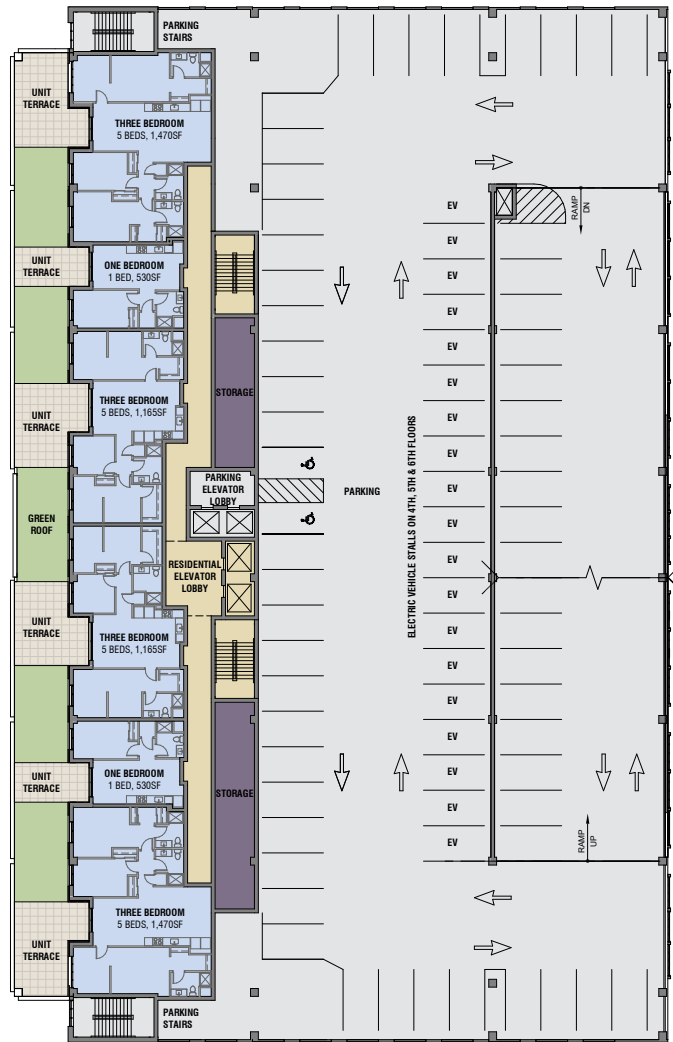 PARKING
STAIRS
UNIT
TERRACE
THREE BEDROOM
5 BEDS, 1,470SF
EV
RAMP
DN
EV
UNIT
TERRACE
ONE BEDROOM
1 BED, 530SF
EV
EV
EV
EV
UNIT
TERRACE
THREE BEDROOM
5 BEDS, 1,165SF
STORAGE
EV
EV
ELECTRIC VEHICLE STALLS ON 4TH, 5TH & 6TH FLOORS
PARKING
ELEVATOR
LOBBY
PARKING
EV
GREEN
ROOF
EV
RESIDENTIAL
ELEVATOR
LOBBY
EV
EV
UNIT
TERRACE
THREE BEDROOM
5 BEDS, 1,165SF
EV
EV
EV
EV
UNIT
TERRACE
ONE BEDROOM
1 BED, 530SF
STORAGE
EV
EV
EV
RAMP
UP
THREE BEDROOM
5 BEDS, 1,470SF
UNIT
TERRACE
PARKING
STAIRS